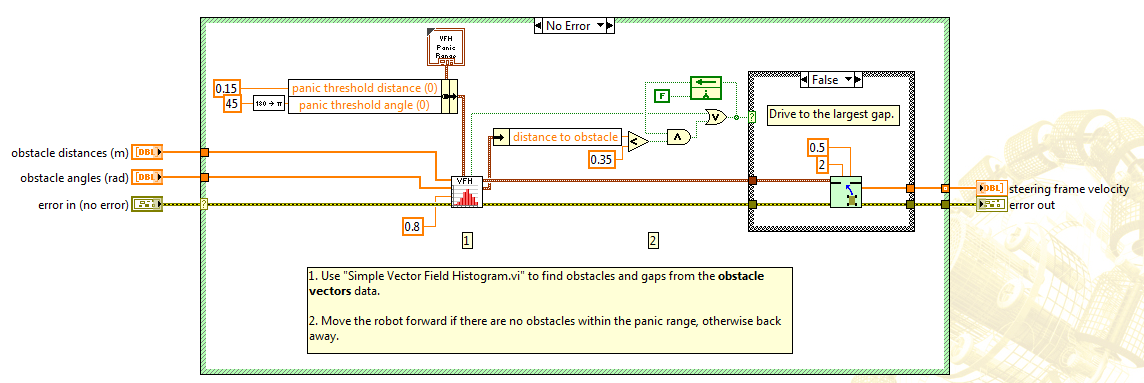 No Error
VFH
Panic
Range
False
0.15
panic threshold distance (0)
45
180 → π
panic threshold angle (0)
F
Drive to the largest gap.
distance to obstacle
<
∧
∨
?
0.35
0.5
2
obstacle distances (m)
DBL
obstacle angles (rad)
DBL
error in (no error)
?
VFH
0.8
DBL
steering frame velocity
error out
1
2
1. Use "Simple Vector Field Histogram.vi" to find obstacles and gaps from the obstacle
vectors data.
2. Move the robot forward if there are no obstacles within the panic range, otherwise back
away.